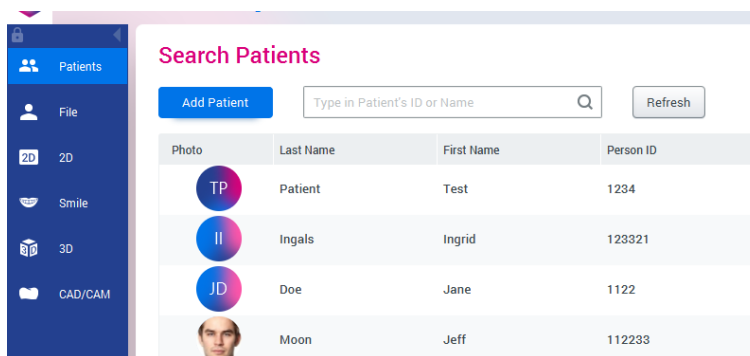 Search Patients
Patients
Add Patient Type in Patient's ID or Name Refresh
File
Photo Last Name First Name Person ID
2D 2D
TP Patient Test 1234
Smile
II Ingals Ingrid 123321
3D 3D
JD Doe Jane 1122
CAD/CAM
Moon Jeff 112233